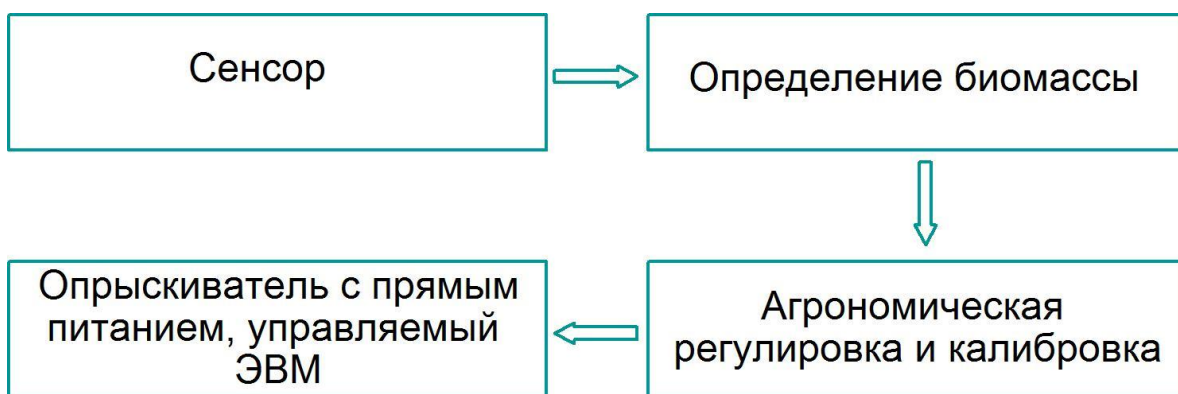 Сенсор
Определение биомассы
Агрономическая
регулировка и калибровка
Опрыскиватель с прямым
питанием, управляемый
ЭВМ